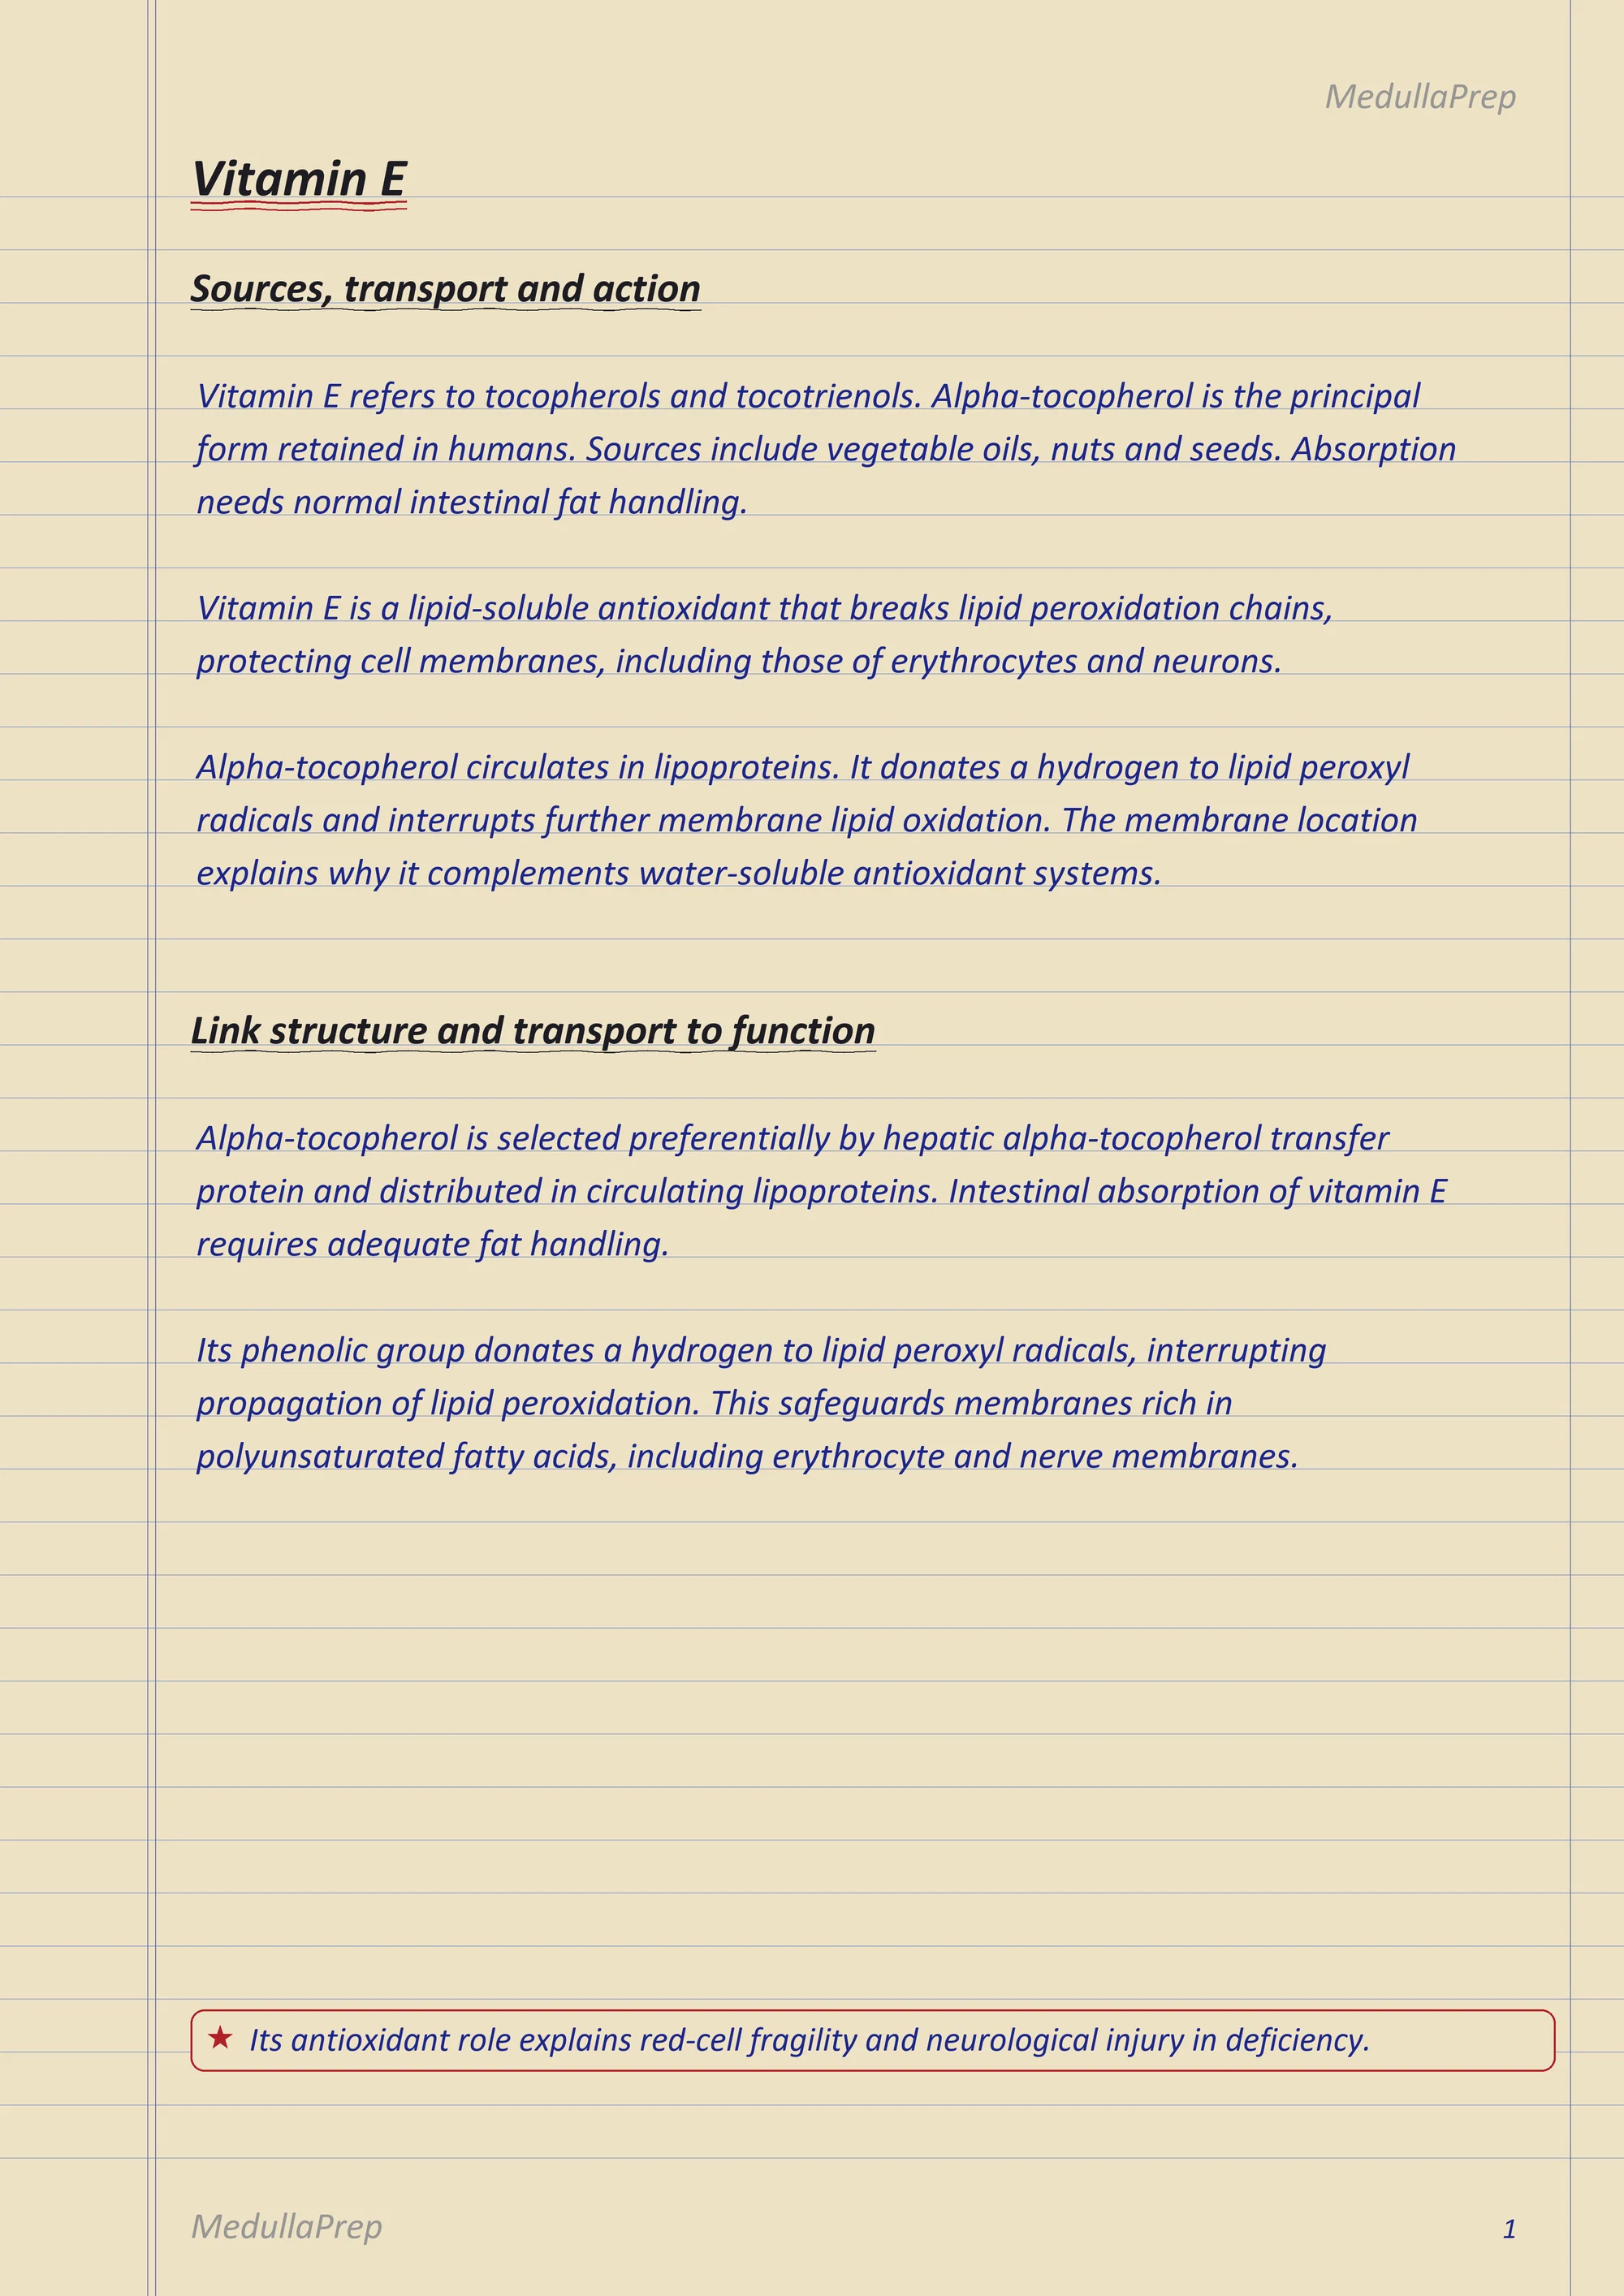 MedullaPrep
Vitamin E
Sources, transport and action
Vitamin E refers to tocopherols and tocotrienols. Alpha-tocopherol is the principal
form retained in humans. Sources include vegetable oils, nuts and seeds. Absorption
needs normal intestinal fat handling.
Vitamin E is a lipid-soluble antioxidant that breaks lipid peroxidation chains,
protecting cell membranes, including those of erythrocytes and neurons.
Alpha-tocopherol circulates in lipoproteins. It donates a hydrogen to lipid peroxyl
radicals and interrupts further membrane lipid oxidation. The membrane location
explains why it complements water-soluble antioxidant systems.
Link structure and transport to function
Alpha-tocopherol is selected preferentially by hepatic alpha-tocopherol transfer
protein and distributed in circulating lipoproteins. Intestinal absorption of vitamin E
requires adequate fat handling.
Its phenolic group donates a hydrogen to lipid peroxyl radicals, interrupting
propagation of lipid peroxidation. This safeguards membranes rich in
polyunsaturated fatty acids, including erythrocyte and nerve membranes.
★ Its antioxidant role explains red-cell fragility and neurological injury in deficiency.
MedullaPrep
1